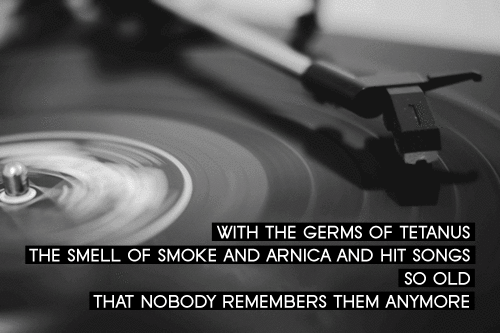 WITH THE GERMS OF TETANUS
THE SMELL OF SMOKE AND ARNICA AND HIT SONGS
SO OLD
THAT NOBODY REMEMBERS THEM ANYMORE